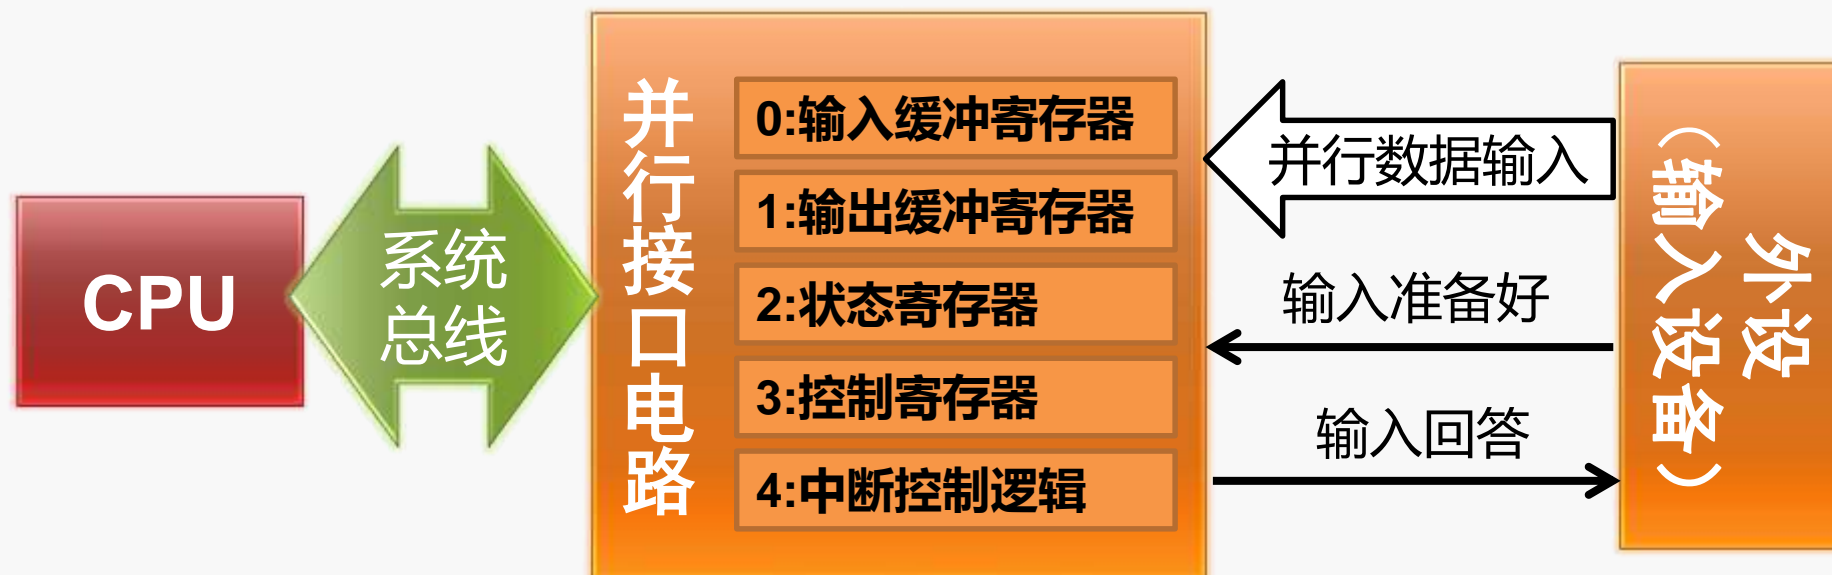 CPU
系统
总线
并行接口电路
0:输入缓冲寄存器
1:输出缓冲寄存器
2:状态寄存器
3:控制寄存器
4:中断控制逻辑
并行数据输入
输入准备好
输入回答
外设
（输入设备）